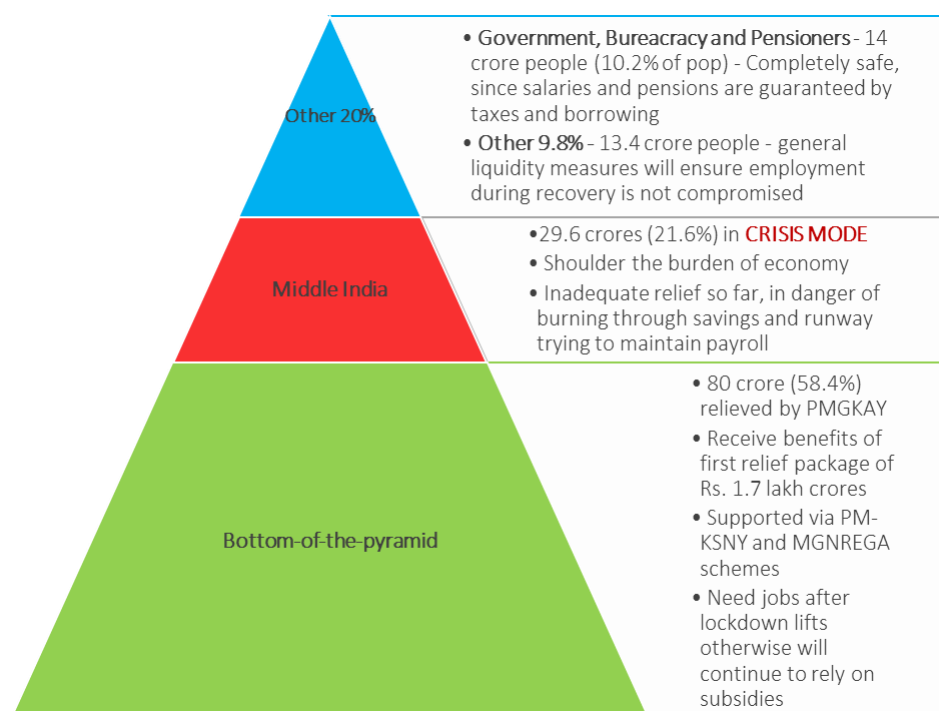 • Government, Bureacracy and Pensioners - 14
crore people (10.2% of pop) - Completely safe,
since salaries and pensions are guaranteed by
taxes and borrowing
Other 20%
• Other 9.8% - 13.4 crore people - general
liquidity measures will ensure employment
during recovery is not compromised
•29.6 crores (21.6%) in CRISIS MODE
• Shoulder the burden of economy
Middle India
• Inadequate relief so far, in danger of
burning through savings and runway
trying to maintain payroll
• 80 crore (58.4%)
relieved by PMGKAY
• Receive benefits of
first relief package of
Rs. 1.7 lakh crores
• Supported via PM-
KSNY and MGNREGA
schemes
Bottom-of-the-pyramid
• Need jobs after
lockdown lifts
otherwise will
continue to rely on
subsidies